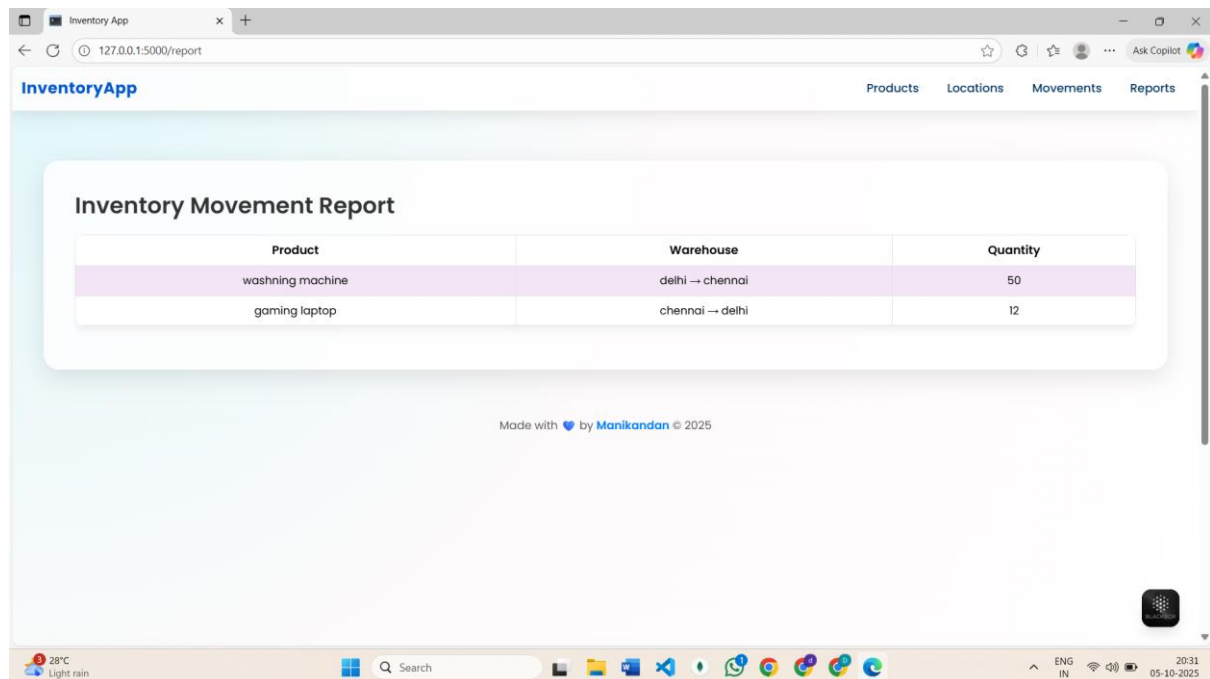 Inventory App
127.0.0.1:5000/report
Ask Copilot
InventoryApp Products Locations Movements Reports
Inventory Movement Report
Product Warehouse Quantity
washning machine delhi → chennai 50
gaming laptop chennai → delhi 12
Made with 💙 by Manikandan © 2025
BLACKBOX
3 28°C
Light rain
Search
ENG
IN
20:31
05-10-2025